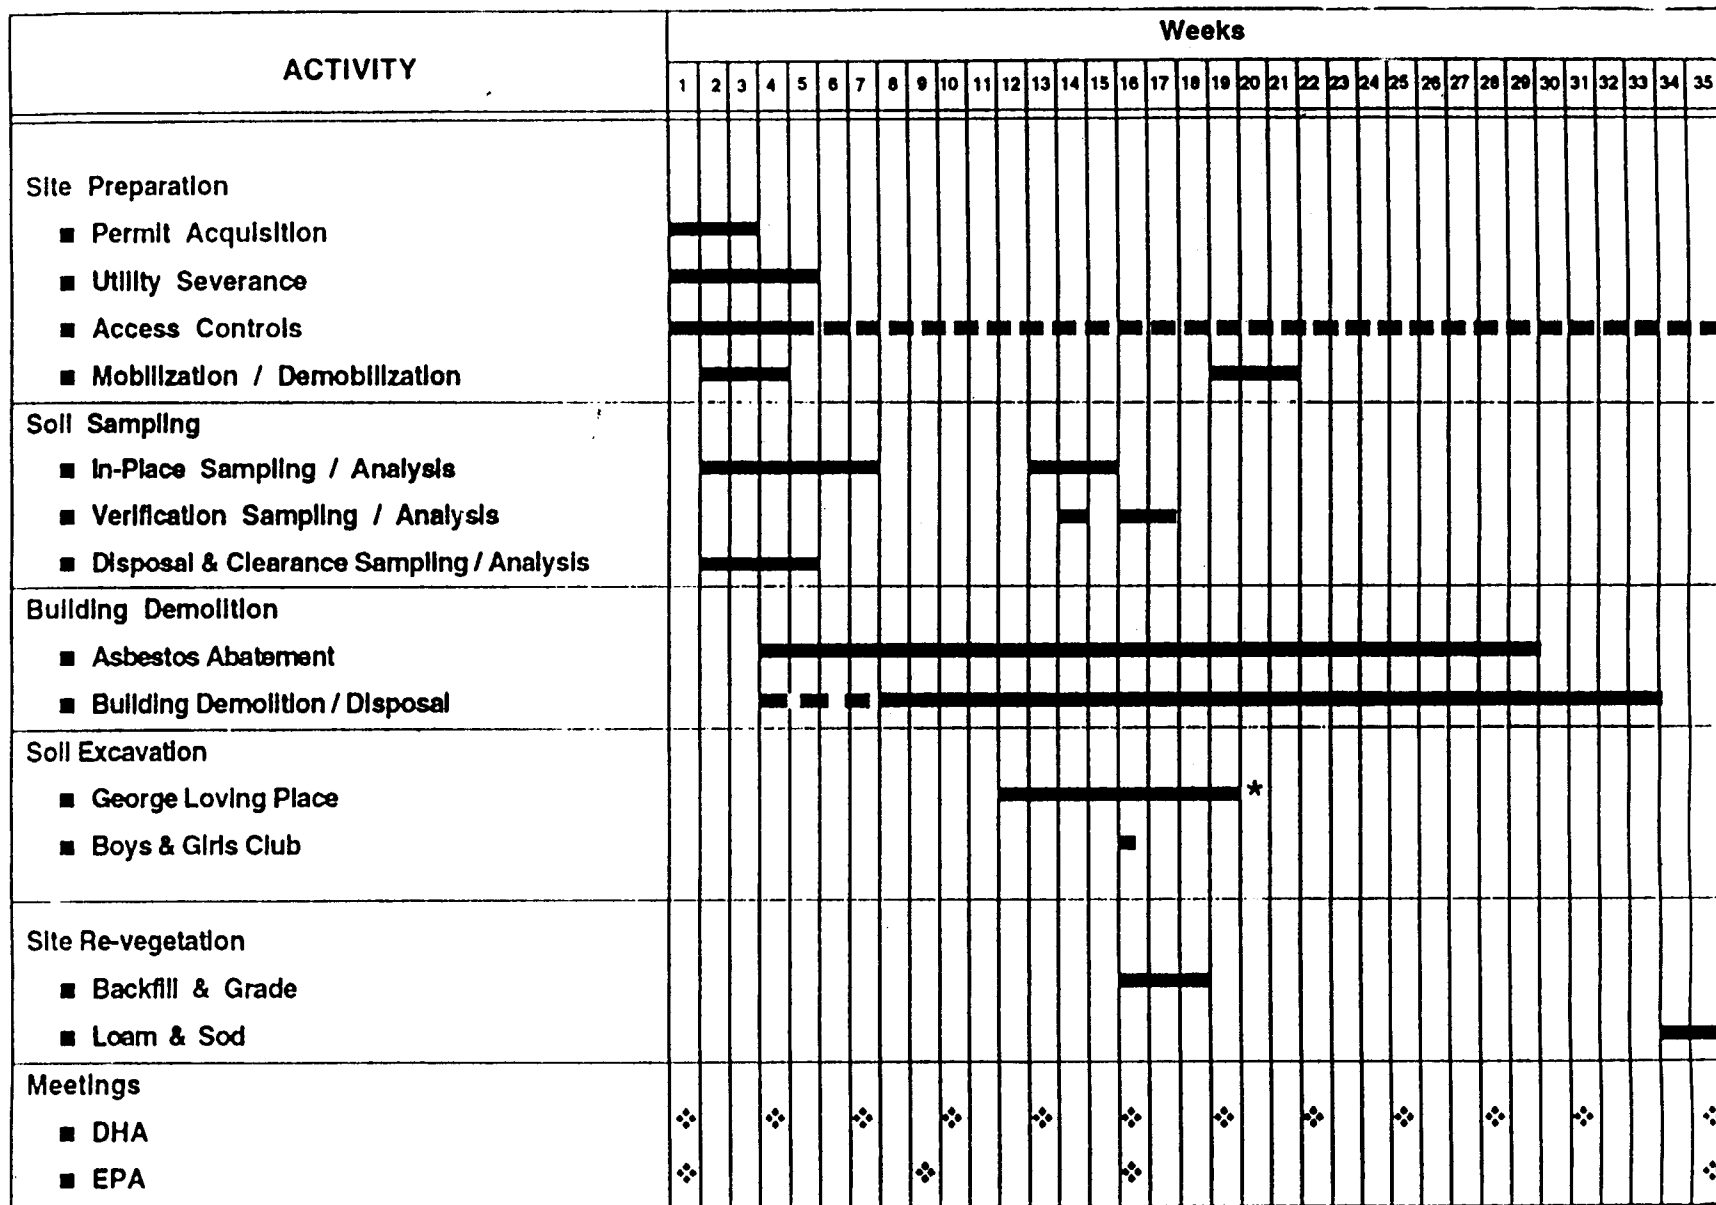 Weeks
ACTIVITY
1 2 3 4 5 6 7 8 9 10 11 12 13 14 15 16 17 18 19 20 21 22 23 24 25 26 27 28 29 30 31 32 33 34 35
Site Preparation
■ Permit Acquisition
■ Utility Severance
■ Access Controls
■ Mobilization / Demobilization
Soil Sampling
■ In-Place Sampling / Analysis
■ Verification Sampling / Analysis
■ Disposal & Clearance Sampling / Analysis
Building Demolition
■ Asbestos Abatement
■ Building Demolition / Disposal
Soil Excavation
■ George Loving Place *
■ Boys & Girls Club
Site Re-vegetation
■ Backfill & Grade
■ Loam & Sod
Meetings
■ DHA
■ EPA